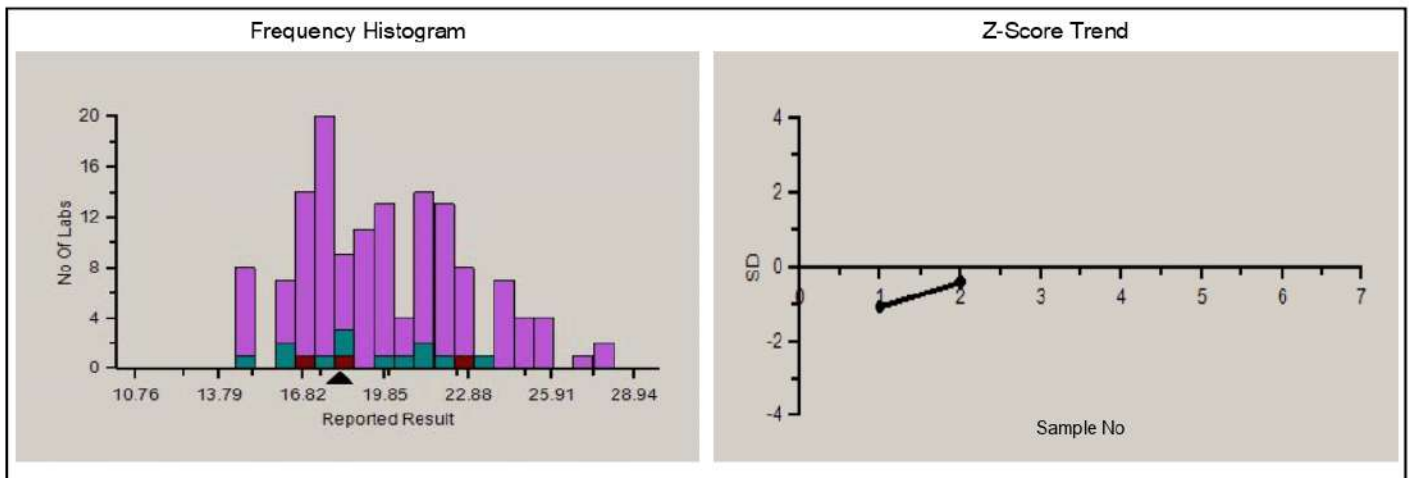 Frequency Histogram
20
16
12
8
4
0
No Of Labs
10.76 13.79 16.82 19.85 22.88 25.91 28.94
Reported Result
Z-Score Trend
4
2
0
-2
-4
SD
0 1 2 3 4 5 6 7
Sample No